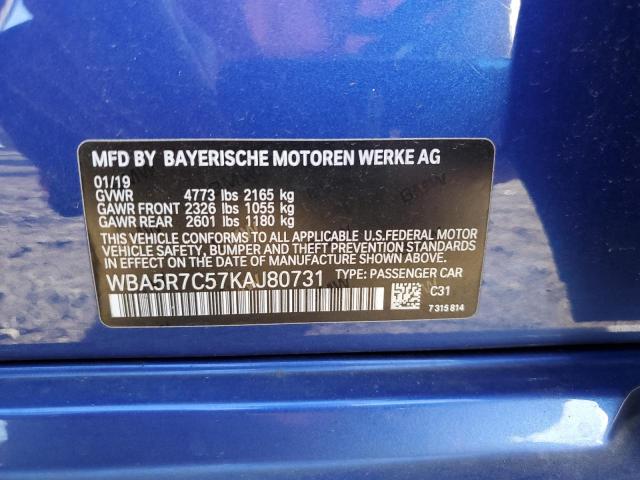 MFD BY BAYERISCHE MOTOREN WERKE AG
01/19
GVWR 4773 lbs 2165 kg
GAWR FRONT 2326 lbs 1055 kg
GAWR REAR 2601 lbs 1180 kg
THIS VEHICLE CONFORMS TO ALL APPLICABLE U.S.FEDERAL MOTOR
VEHICLE SAFETY, BUMPER AND THEFT PREVENTION STANDARDS
IN EFFECT ON THE DATE OF MANUFACTURE SHOWN ABOVE.
WBA5R7C57KAJ80731 TYPE: PASSENGER CAR
C31
7315814